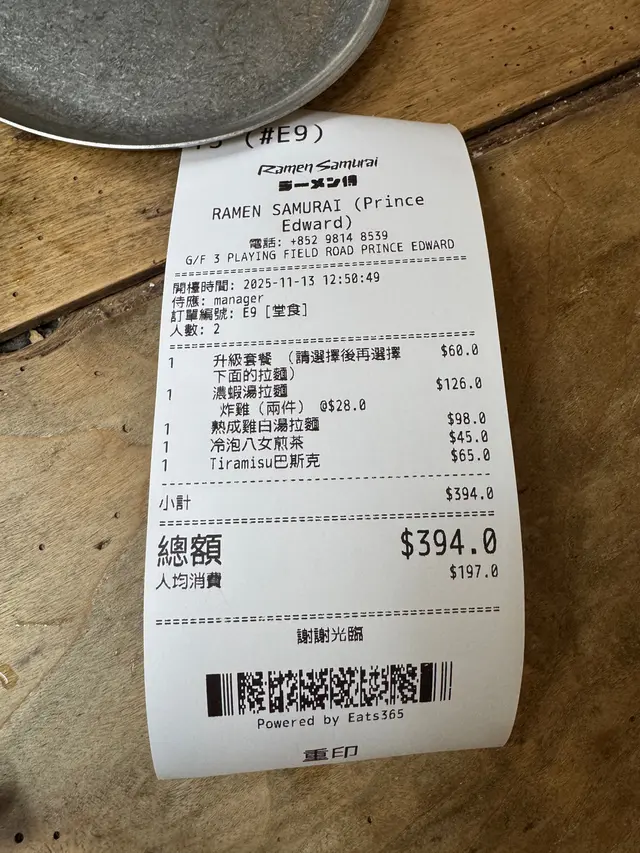 (#E9)
Ramen Samurai
ラーメン侍
RAMEN SAMURAI (Prince
Edward)
電話: +852 9814 8539
G/F 3 PLAYING FIELD ROAD PRINCE EDWARD
開檯時間: 2025-11-13 12:50:49
侍應: manager
訂單編號: E9 [堂食]
人數: 2
1 升級套餐 (請選擇後再選擇 $60.0
下面的拉麵)
1 濃蝦湯拉麵 $126.0
炸雞 (兩件) @$28.0
1 熟成雞白湯拉麵 $98.0
1 冷泡八女煎茶 $45.0
1 Tiramisu巴斯克 $65.0
小計 $394.0
總額 $394.0
人均消費 $197.0
謝謝光臨
Powered by Eats365
重印